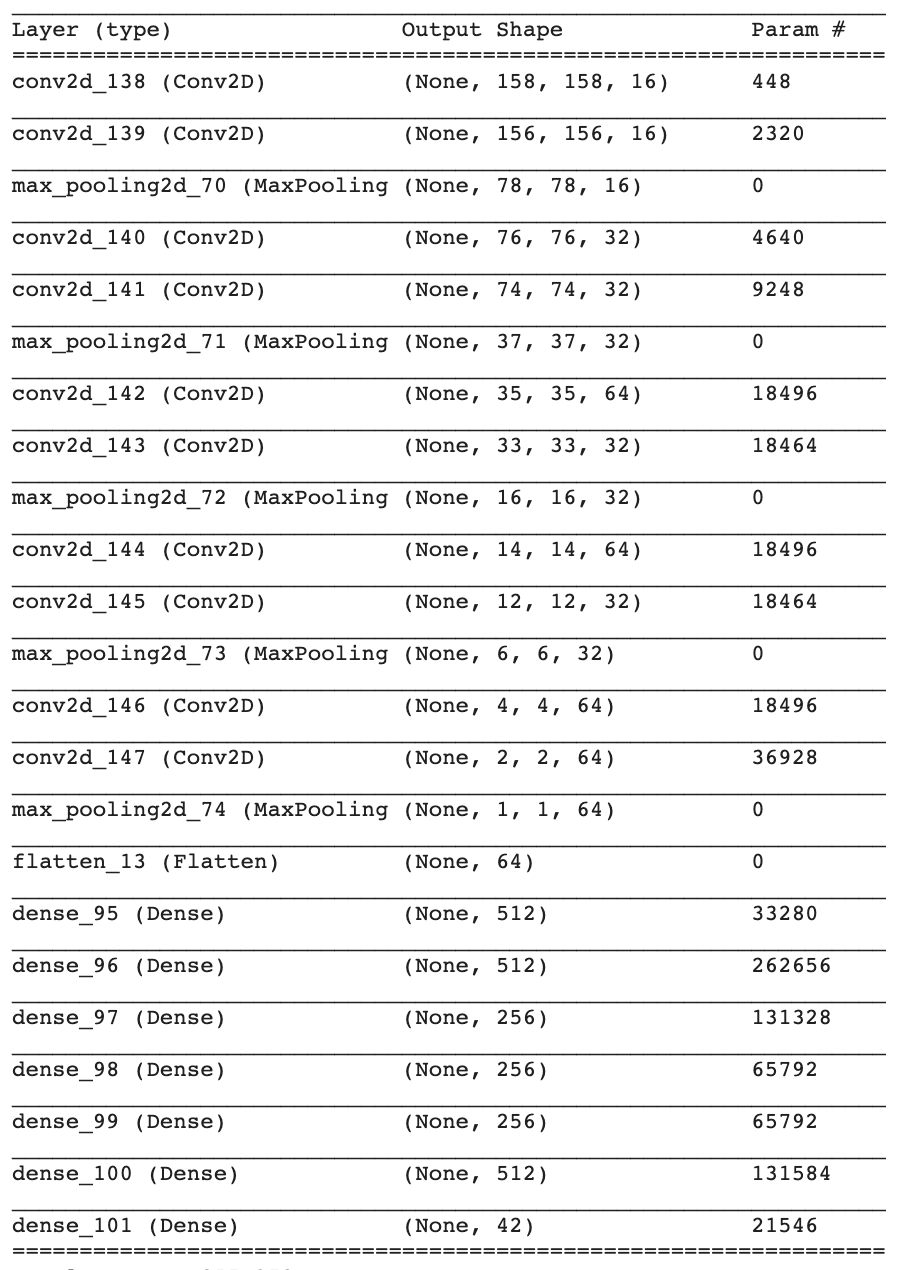 Layer (type) Output Shape Param #
conv2d_138 (Conv2D) (None, 158, 158, 16) 448
conv2d_139 (Conv2D) (None, 156, 156, 16) 2320
max_pooling2d_70 (MaxPooling (None, 78, 78, 16) 0
conv2d_140 (Conv2D) (None, 76, 76, 32) 4640
conv2d_141 (Conv2D) (None, 74, 74, 32) 9248
max_pooling2d_71 (MaxPooling (None, 37, 37, 32) 0
conv2d_142 (Conv2D) (None, 35, 35, 64) 18496
conv2d_143 (Conv2D) (None, 33, 33, 32) 18464
max_pooling2d_72 (MaxPooling (None, 16, 16, 32) 0
conv2d_144 (Conv2D) (None, 14, 14, 64) 18496
conv2d_145 (Conv2D) (None, 12, 12, 32) 18464
max_pooling2d_73 (MaxPooling (None, 6, 6, 32) 0
conv2d_146 (Conv2D) (None, 4, 4, 64) 18496
conv2d_147 (Conv2D) (None, 2, 2, 64) 36928
max_pooling2d_74 (MaxPooling (None, 1, 1, 64) 0
flatten_13 (Flatten) (None, 64) 0
dense_95 (Dense) (None, 512) 33280
dense_96 (Dense) (None, 512) 262656
dense_97 (Dense) (None, 256) 131328
dense_98 (Dense) (None, 256) 65792
dense_99 (Dense) (None, 256) 65792
dense_100 (Dense) (None, 512) 131584
dense_101 (Dense) (None, 42) 21546